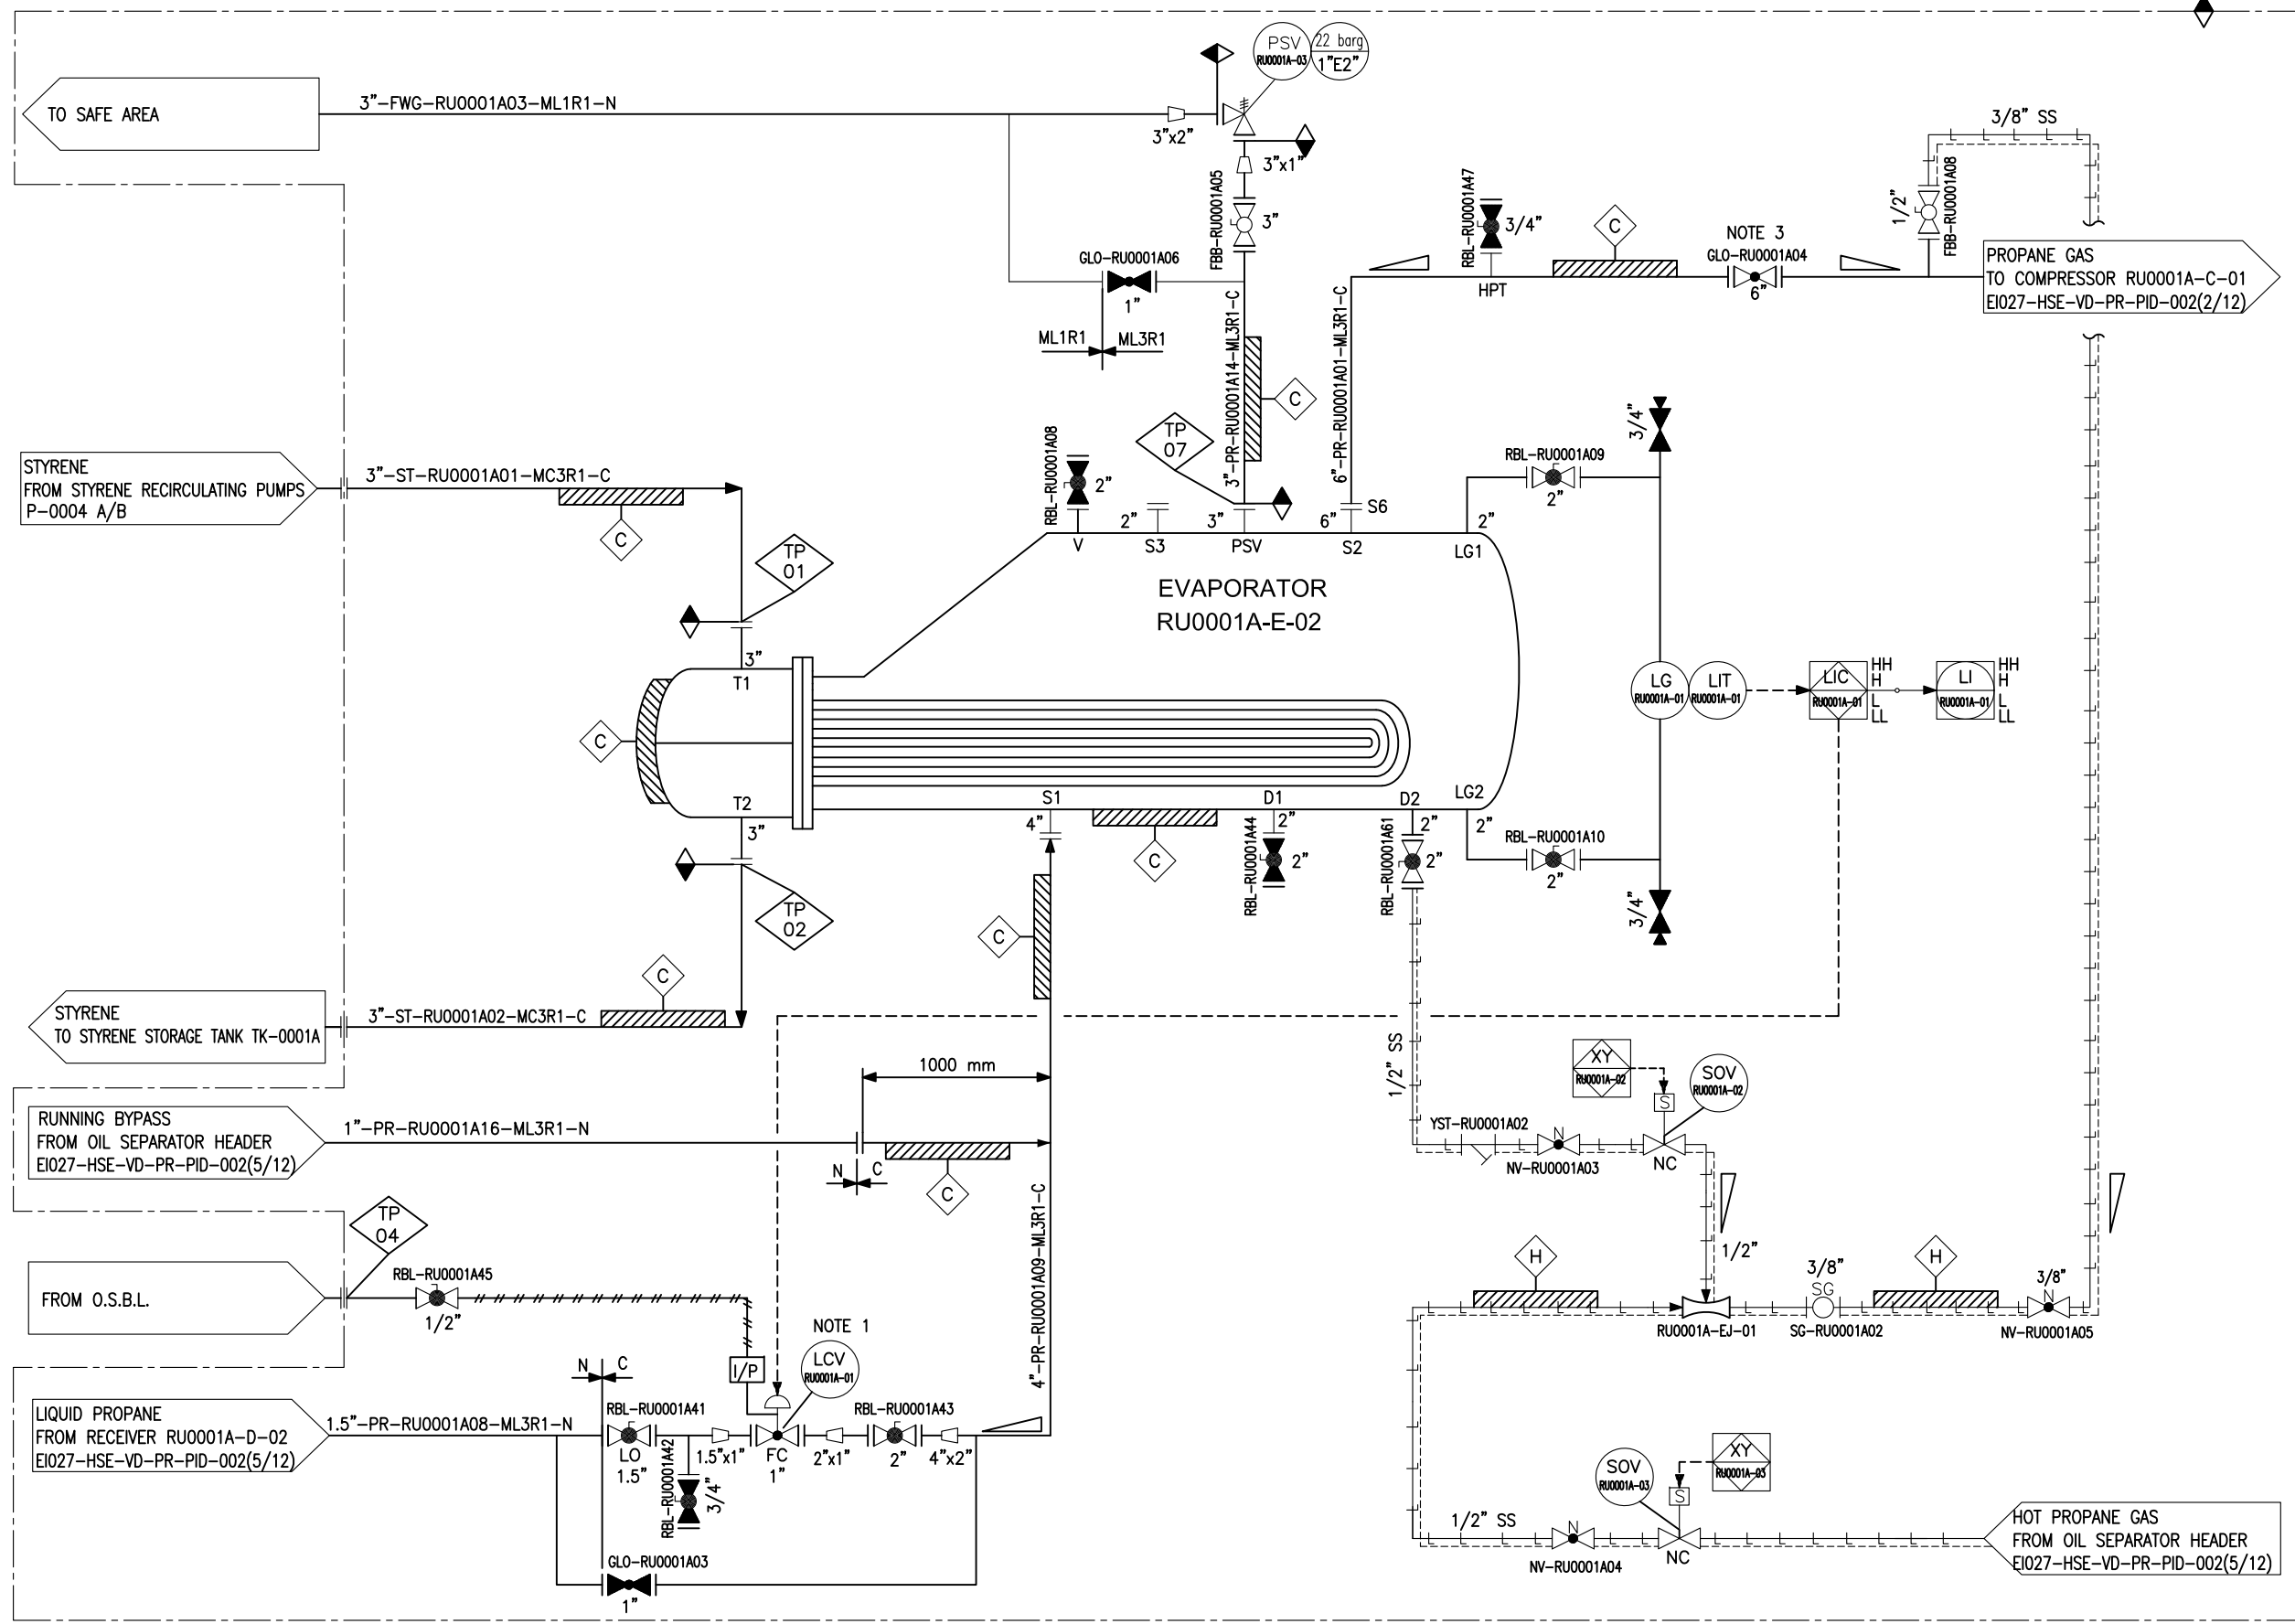 PSV
RU0001A-03
22 barg
1"E2"
TO SAFE AREA
3"-FWG-RU0001A03-ML1R1-N
3"x2"
3"x1"
3/8" SS
FBB-RU0001A05
3"
RBL-RU0001A47
3/4"
C
NOTE 3
GLO-RU0001A04
6"
1/2"
FBB-RU0001A08
GLO-RU0001A06
1"
HPT
PROPANE GAS
TO COMPRESSOR RU0001A-C-01
EI027-HSE-VD-PR-PID-002(2/12)
ML1R1
ML3R1
3"-PR-RU0001A14-ML3R1-C
C
6"-PR-RU0001A01-ML3R1-C
TP
07
RBL-RU0001A08
2"
3/4"
RBL-RU0001A09
2"
STYRENE
FROM STYRENE RECIRCULATING PUMPS
P-0004 A/B
3"-ST-RU0001A01-MC3R1-C
C
2"
3"
6"
S6
2"
V
S3
PSV
S2
LG1
TP
01
EVAPORATOR
RU0001A-E-02
3"
T1
LG
RU0001A-01
LIT
RU0001A-01
LIC
RU0001A-01
HH
H
L
LL
LI
RU0001A-01
HH
H
L
LL
C
T2
3"
S1
4"
D1
2"
D2
2"
LG2
2"
C
RBL-RU0001A44
2"
RBL-RU0001A61
2"
RBL-RU0001A10
2"
3/4"
TP
02
C
C
STYRENE
TO STYRENE STORAGE TANK TK-0001A
3"-ST-RU0001A02-MC3R1-C
1000 mm
1/2" SS
XY
RU0001A-02
S
SOV
RU0001A-02
RUNNING BYPASS
FROM OIL SEPARATOR HEADER
EI027-HSE-VD-PR-PID-002(5/12)
1"-PR-RU0001A16-ML3R1-N
N
C
C
YST-RU0001A02
N
NV-RU0001A03
NC
4"-PR-RU0001A09-ML3R1-C
TP
04
1/2"
H
H
FROM O.S.B.L.
RBL-RU0001A45
1/2"
3/8"
SG
3/8"
N
RU0001A-EJ-01
SG-RU0001A02
NV-RU0001A05
NOTE 1
I/P
LCV
RU0001A-01
N
C
LIQUID PROPANE
FROM RECEIVER RU0001A-D-02
EI027-HSE-VD-PR-PID-002(5/12)
1.5"-PR-RU0001A08-ML3R1-N
RBL-RU0001A41
LO
1.5"
RBL-RU0001A42
3/4"
1.5"x1"
FC
1"
2"x1"
RBL-RU0001A43
2"
4"x2"
GLO-RU0001A03
1"
SOV
RU0001A-03
XY
RU0001A-03
S
1/2" SS
N
NV-RU0001A04
NC
HOT PROPANE GAS
FROM OIL SEPARATOR HEADER
EI027-HSE-VD-PR-PID-002(5/12)